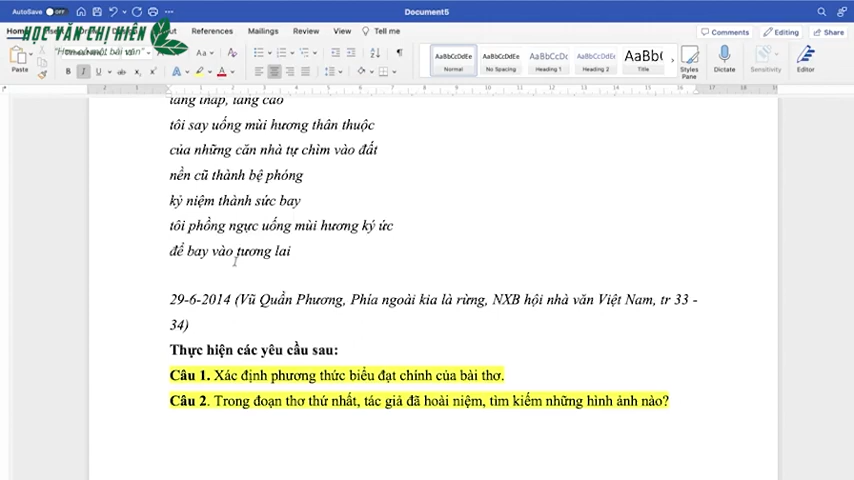 AutoSave OFF
Document5
HỌC VĂN CHỊ HIÊN
Home
References
Mailings
Review
View
Tell me
Comments
Editing
Share
Paste
AaBbCcDdEe
AaBbCcDdEe
AaBbCcDc
AaBbCcDdEe
AaBb(
Normal
No Spacing
Heading 1
Heading 2
Title
Styles
Pane
Dictate
Sensitivity
Editor
tầng thấp, tầng cao
tôi say uống mùi hương thân thuộc
của những căn nhà tự chìm vào đất
nền cũ thành bệ phóng
kỷ niệm thành sức bay
tôi phồng ngực uống mùi hương ký ức
để bay vào tương lai
29-6-2014 (Vũ Quần Phương, Phía ngoài kia là rừng, NXB hội nhà văn Việt Nam, tr 33 -
34)
Thực hiện các yêu cầu sau:
Câu 1. Xác định phương thức biểu đạt chính của bài thơ.
Câu 2. Trong đoạn thơ thứ nhất, tác giả đã hoài niệm, tìm kiếm những hình ảnh nào?